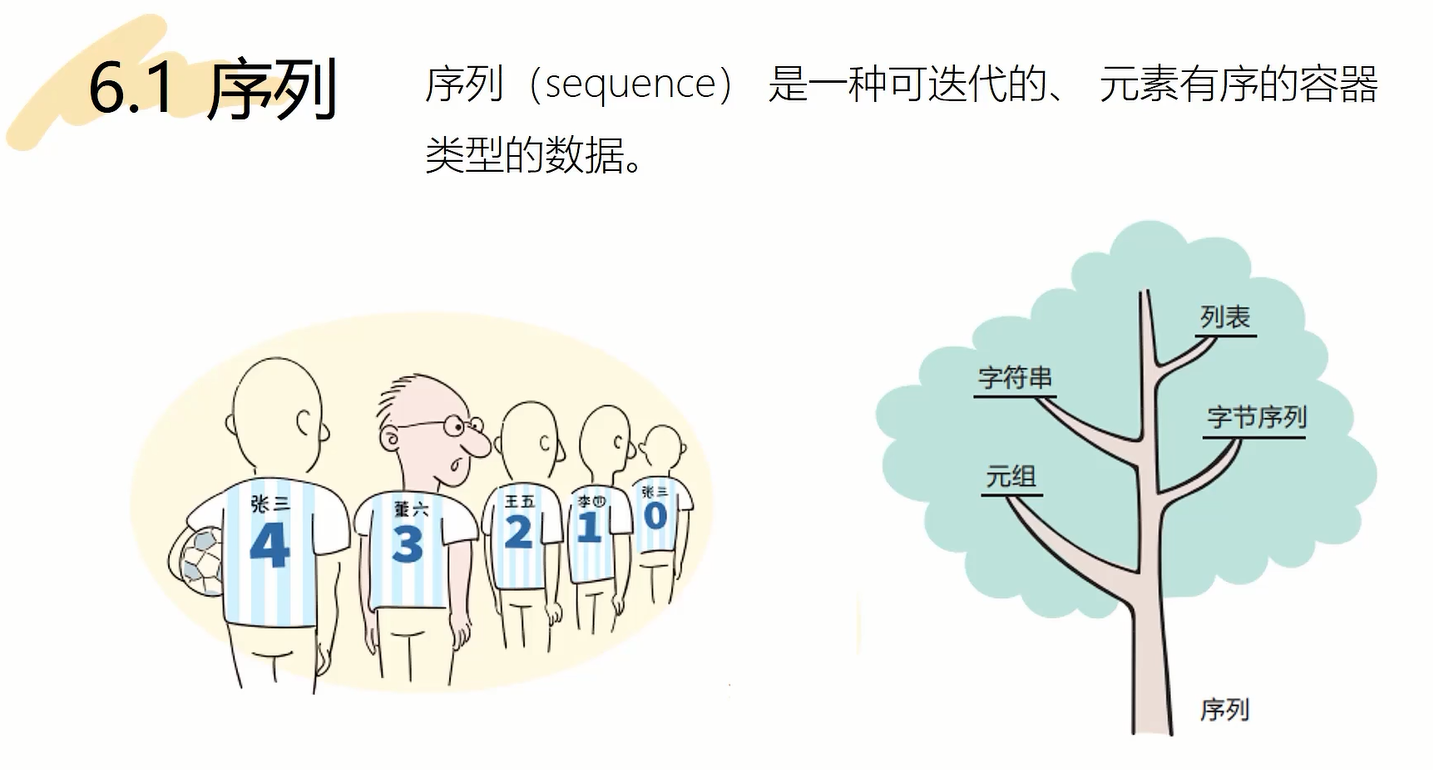 6.1 序列
序列（sequence） 是一种可迭代的、 元素有序的容器
类型的数据。
张三
4
董六
3
王五
2
李四
1
张三
0
列表
字符串
字节序列
元组
序列